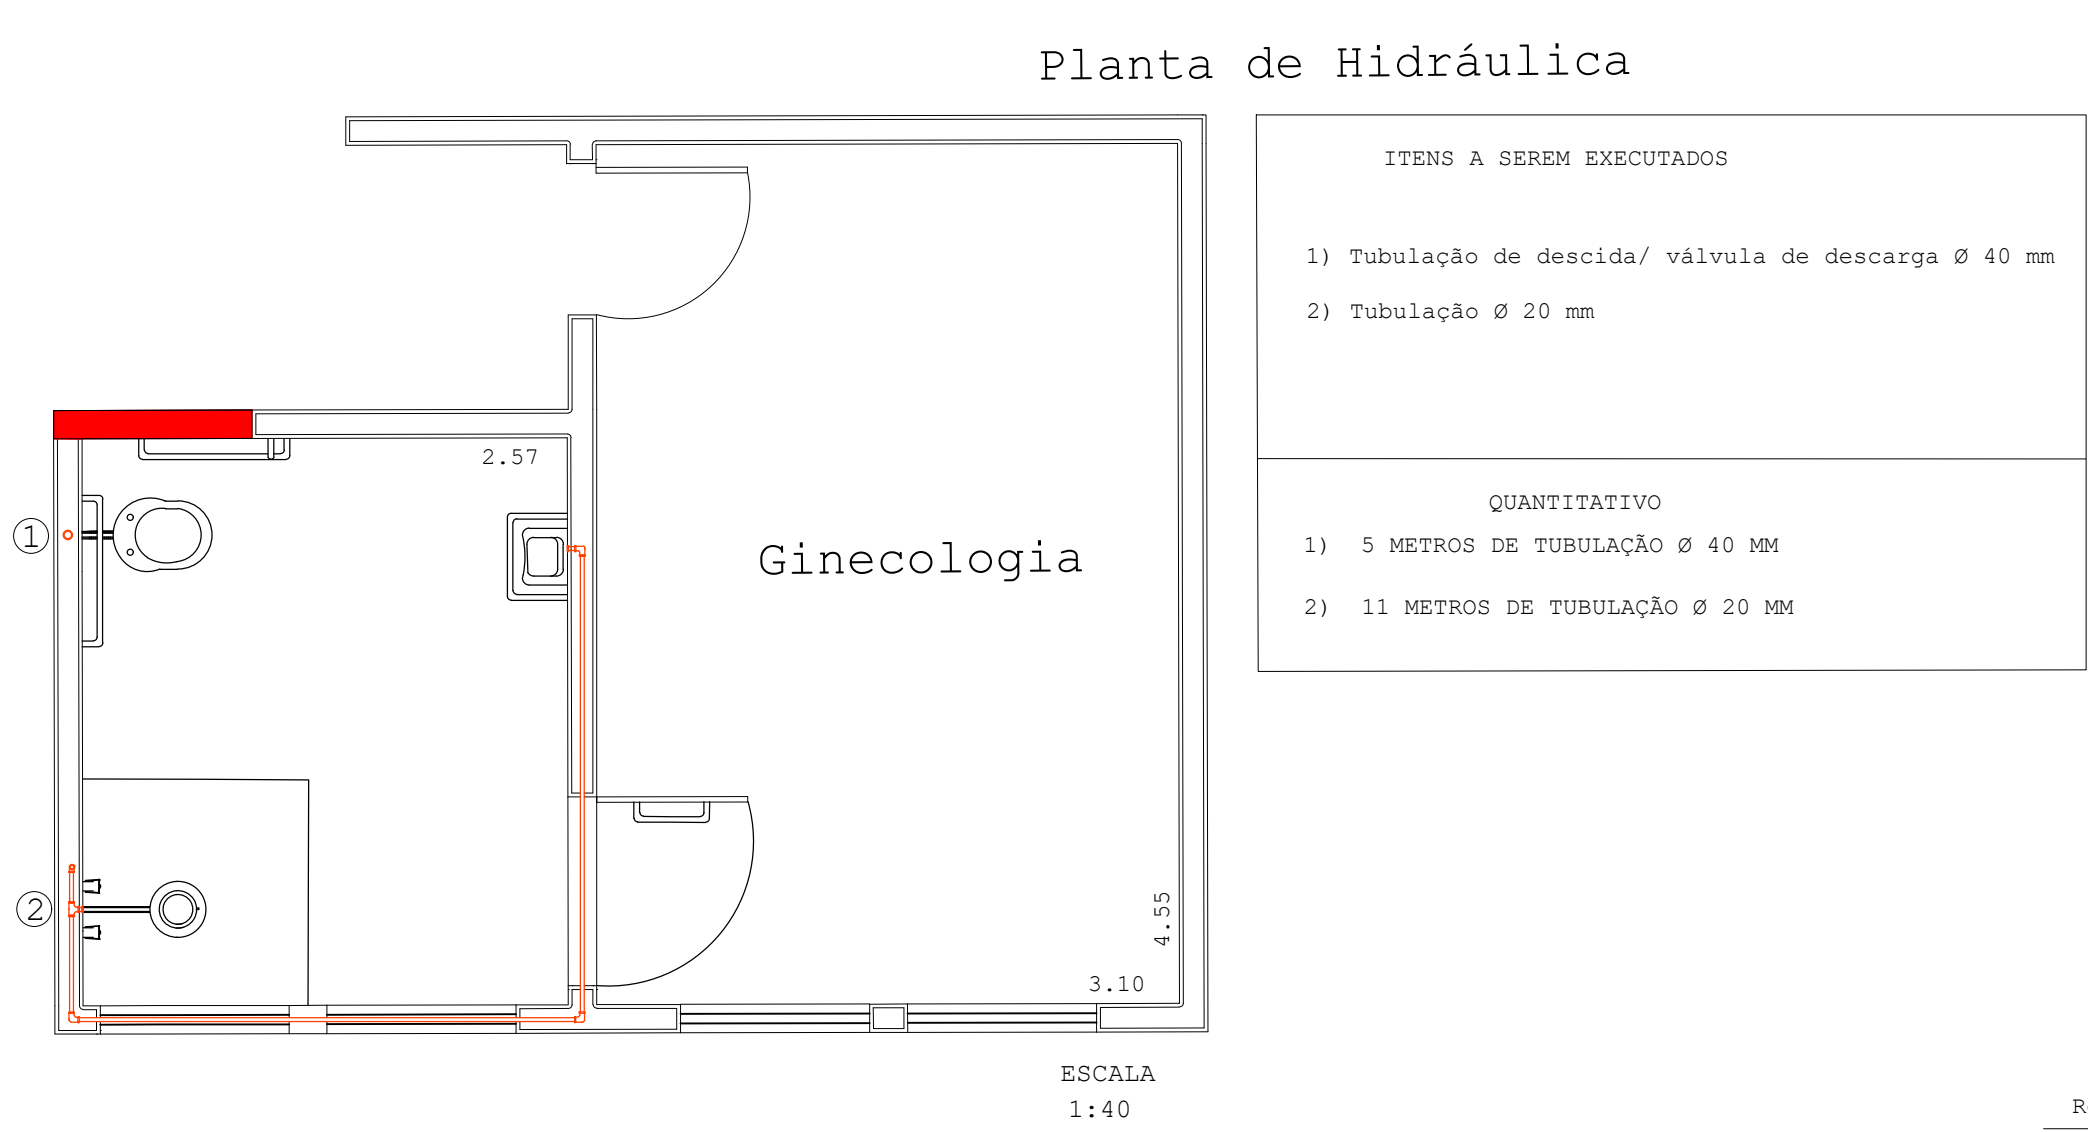 Planta de Hidráulica
ITENS A SEREM EXECUTADOS
1) Tubulação de descida/ válvula de descarga Ø 40 mm
2) Tubulação Ø 20 mm
QUANTITATIVO
1) 5 METROS DE TUBULAÇÃO Ø 40 MM
2) 11 METROS DE TUBULAÇÃO Ø 20 MM
2.57
1
Ginecologia
2
4.55
3.10
ESCALA
1:40